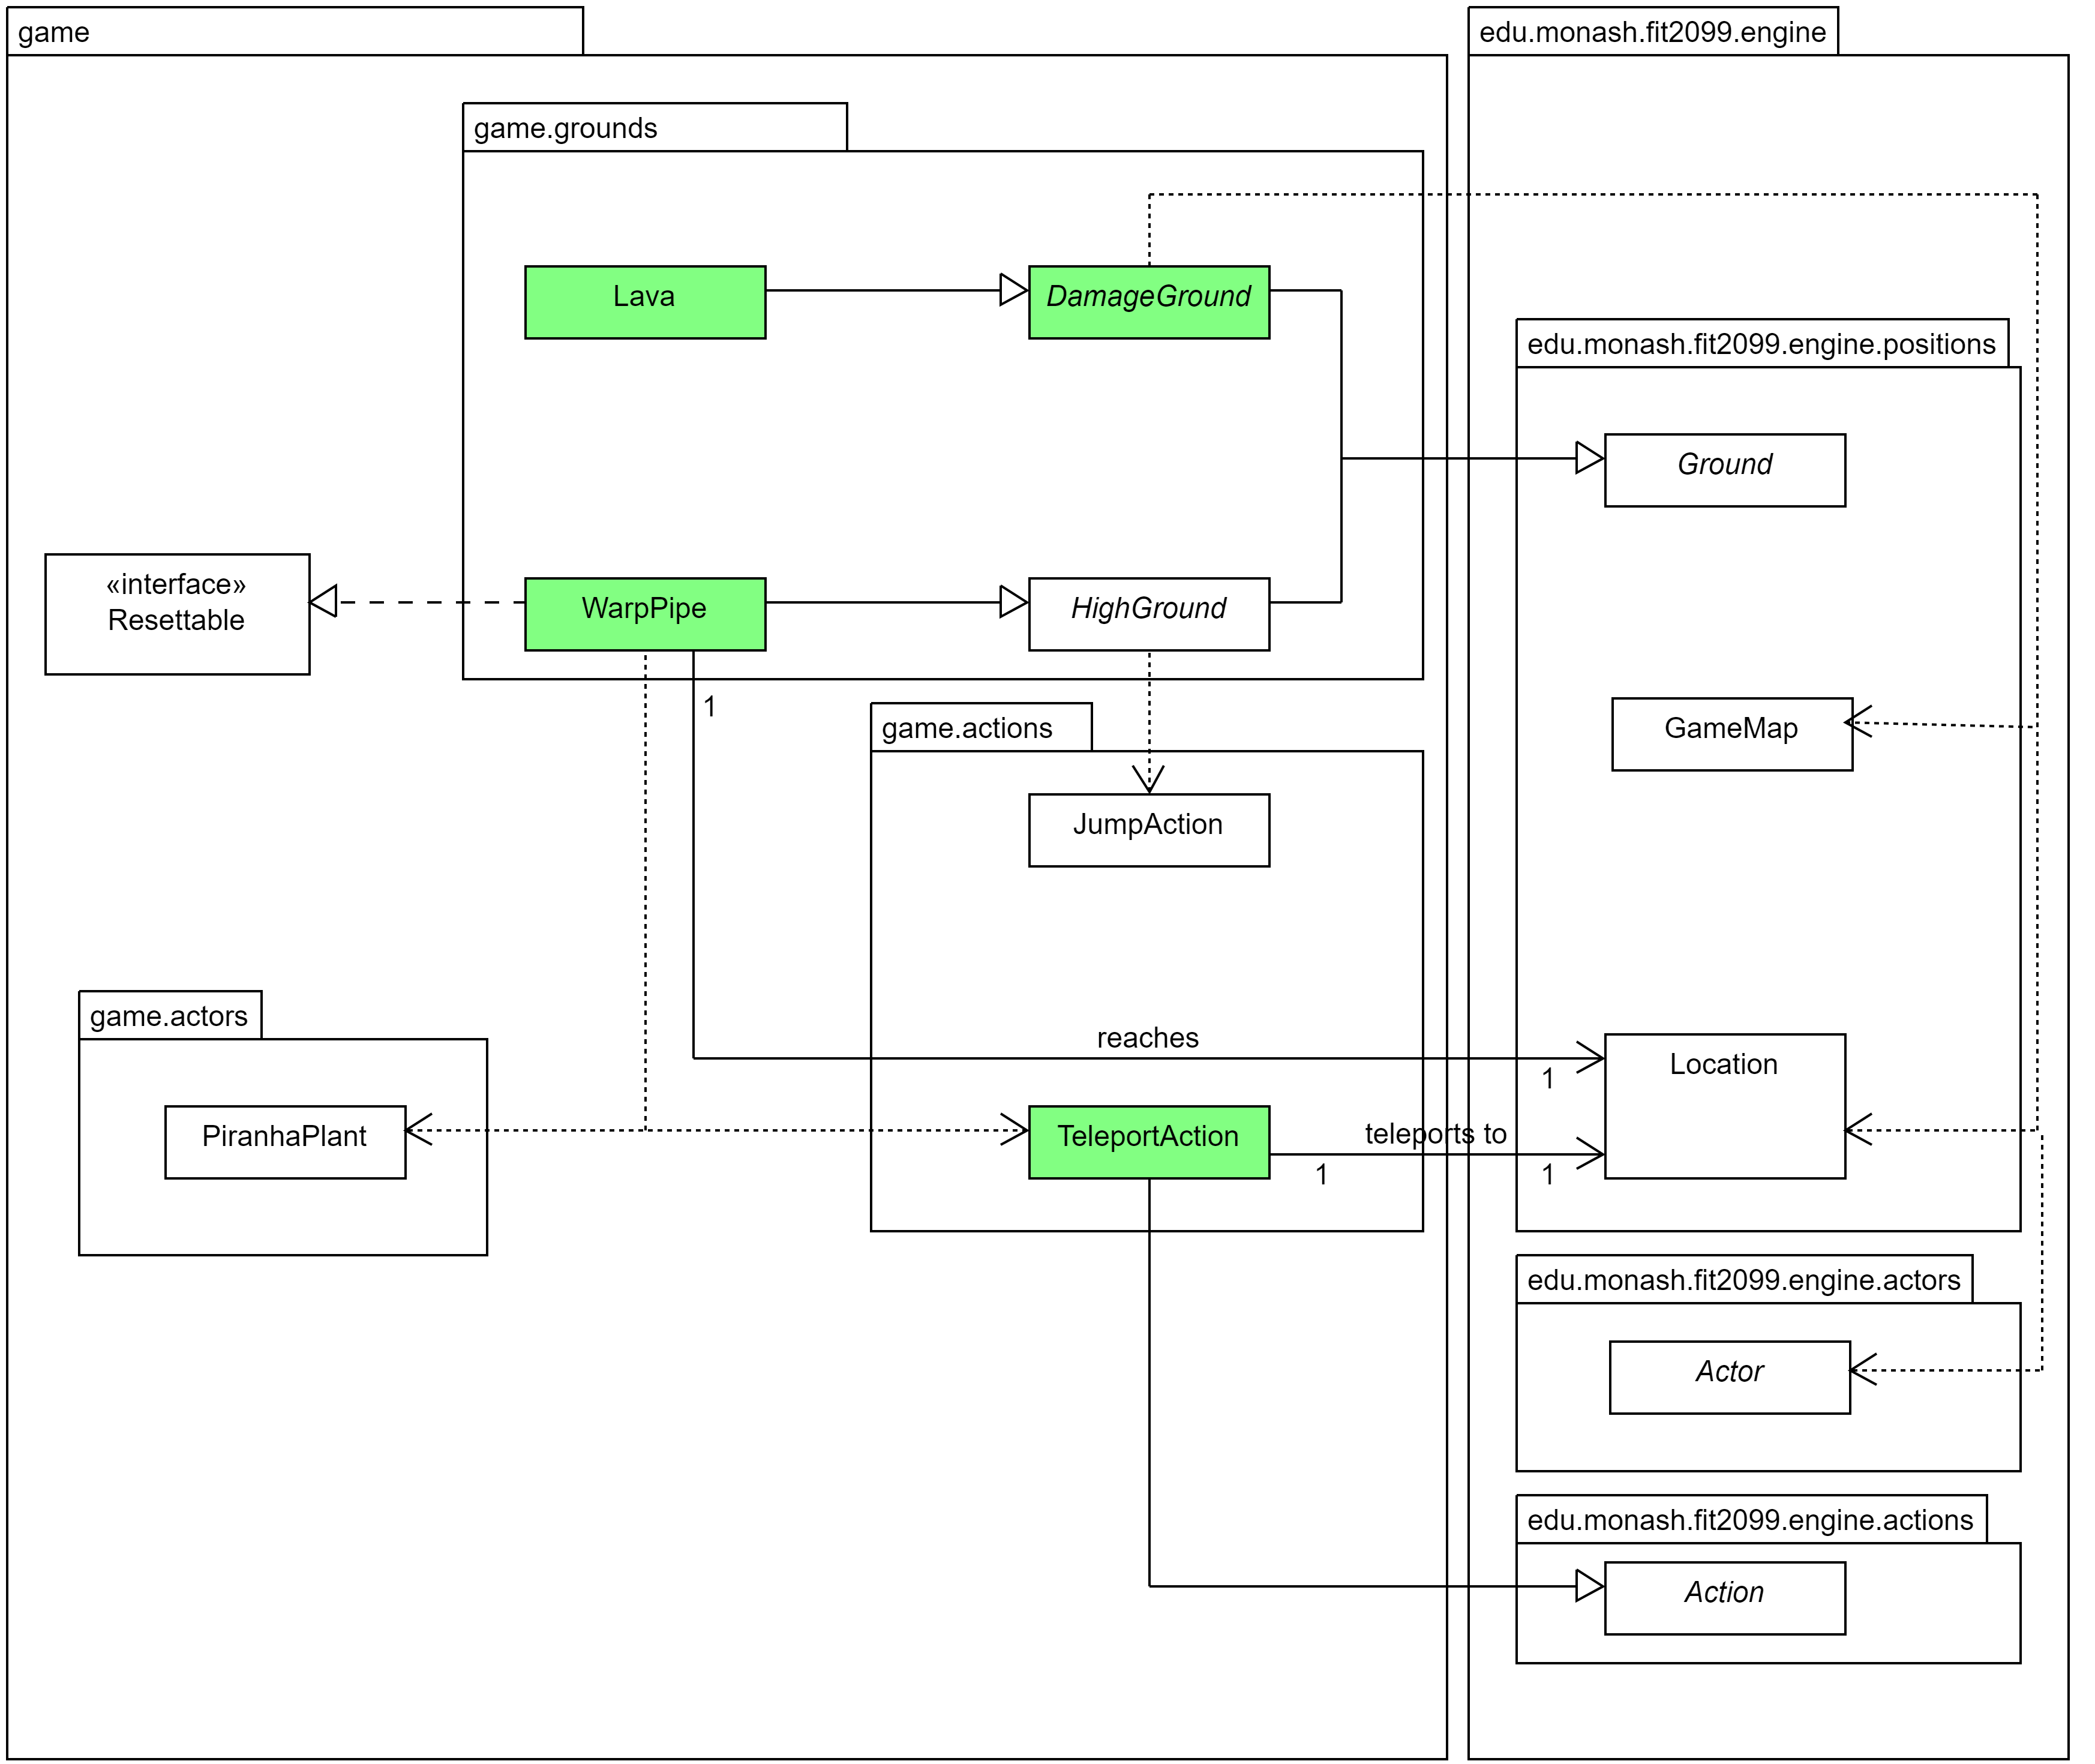 game
edu.monash.fit2099.engine
game.grounds
Lava
DamageGround
edu.monash.fit2099.engine.positions
Ground
«interface»
Resettable
WarpPipe
HighGround
1
game.actions
GameMap
JumpAction
game.actors
reaches
1
Location
PiranhaPlant
TeleportAction
teleports to
1
1
edu.monash.fit2099.engine.actors
Actor
edu.monash.fit2099.engine.actions
Action